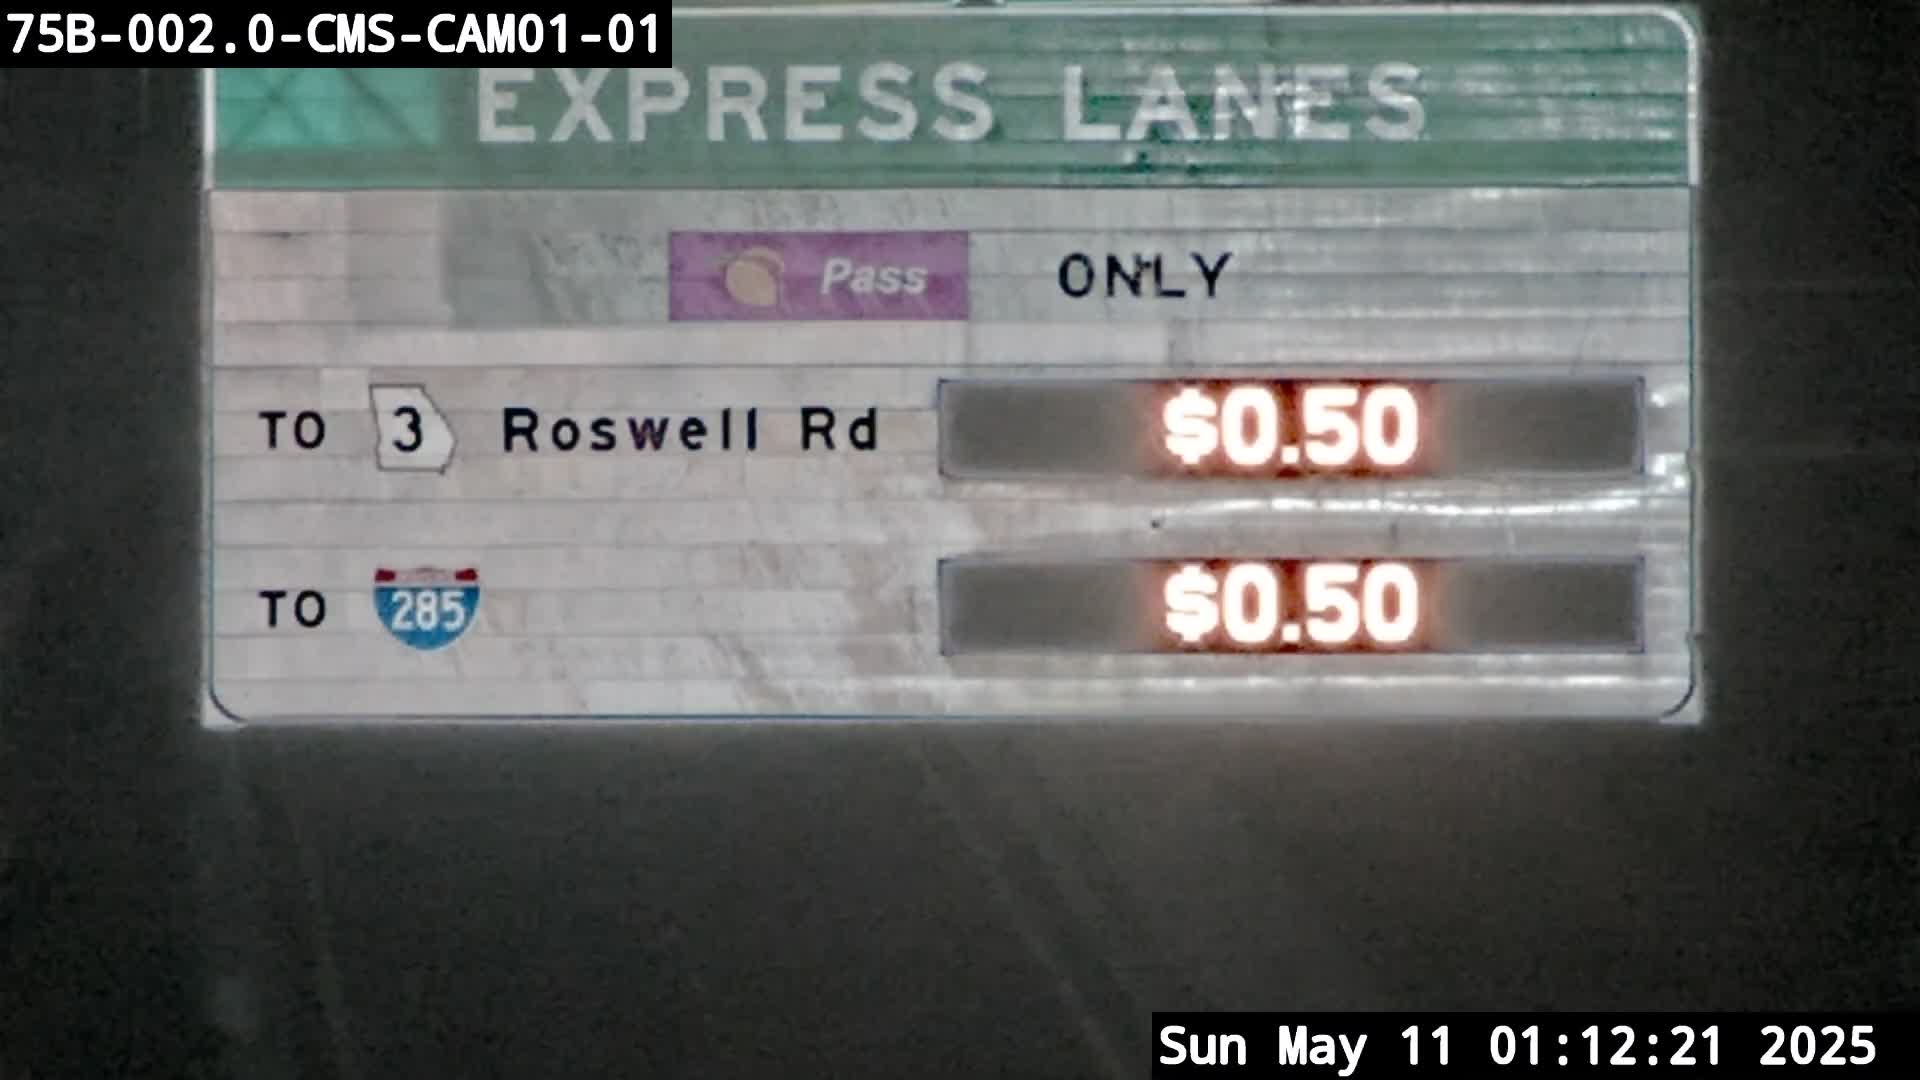 75B-002.0-CMS-CAM01-01
EXPRESS LANES
Pass ONLY
TO 3 Roswell Rd $0.50
TO 285 $0.50
Sun May 11 01:12:21 2025